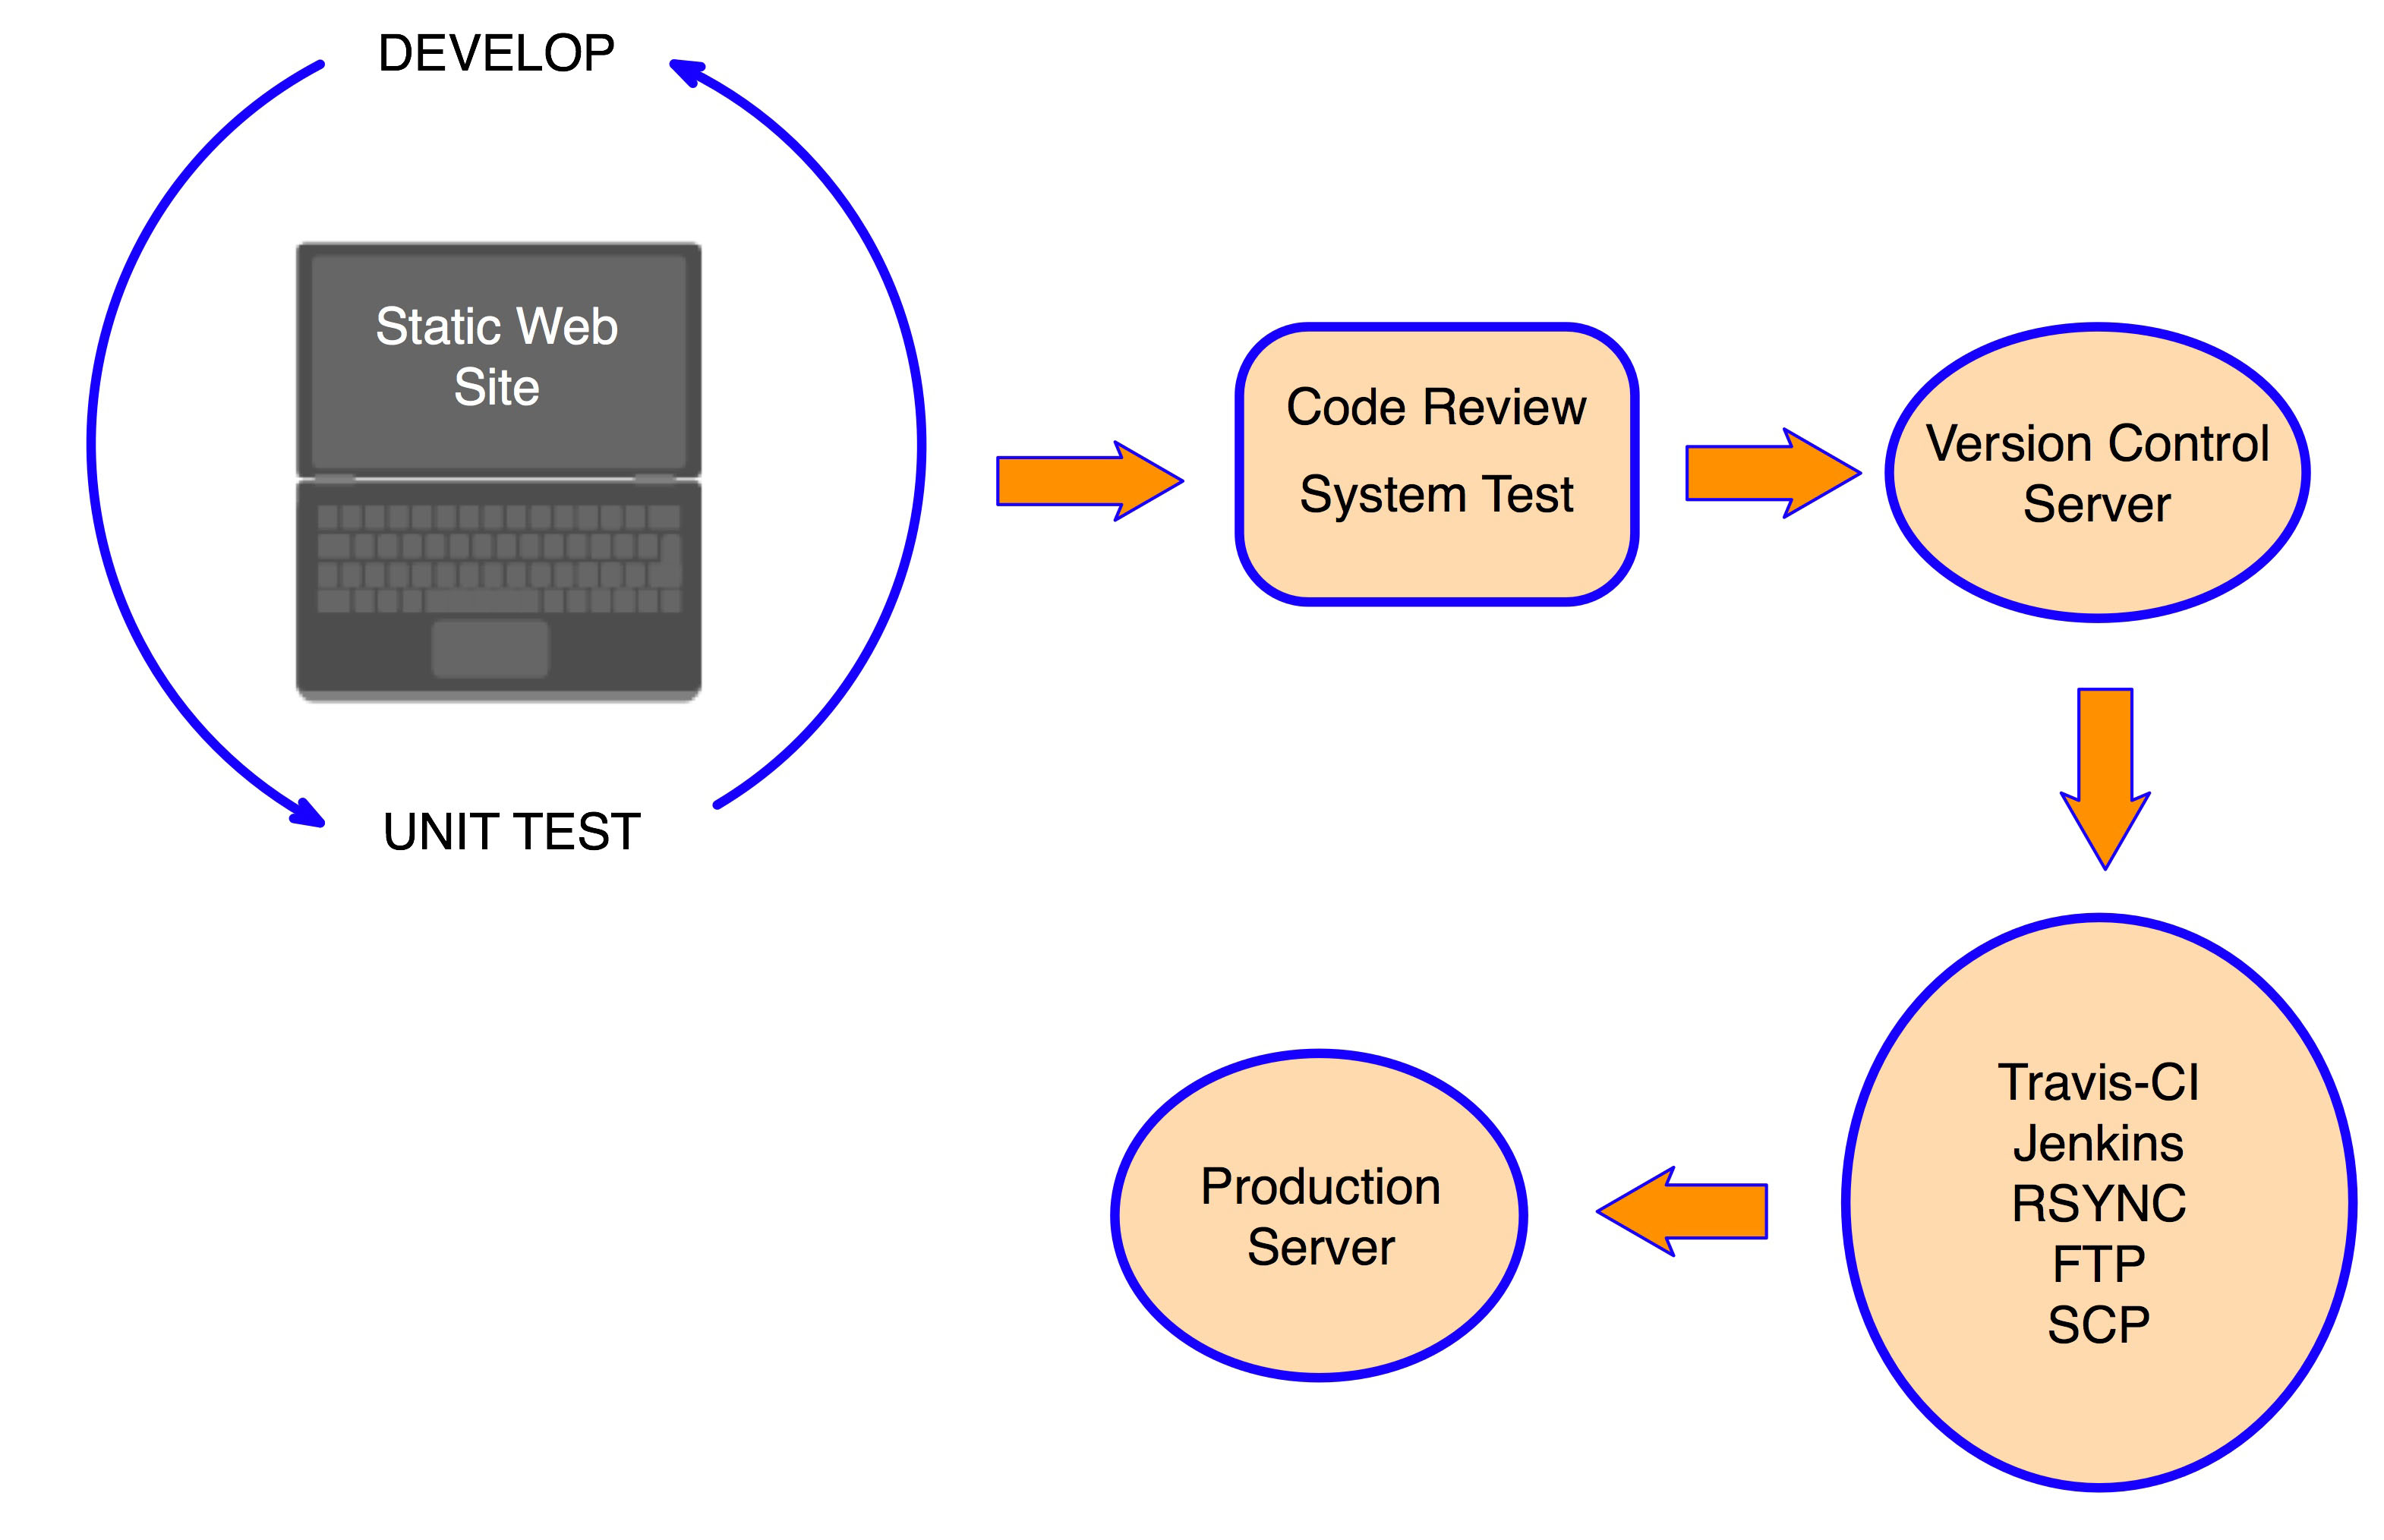 DEVELOP
Static Web
Site
UNIT TEST
Code Review
System Test
Version Control
Server
Travis-CI
Jenkins
RSYNC
FTP
SCP
Production
Server